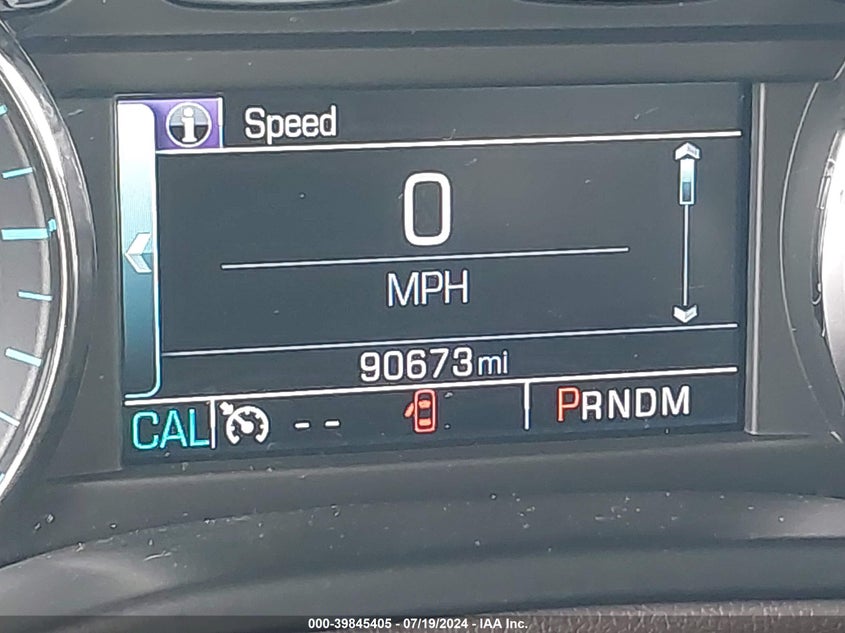 Speed
0
MPH
90673mi
CAL -- PRNDM
000-39845405 - 07/19/2024 - IAA Inc.